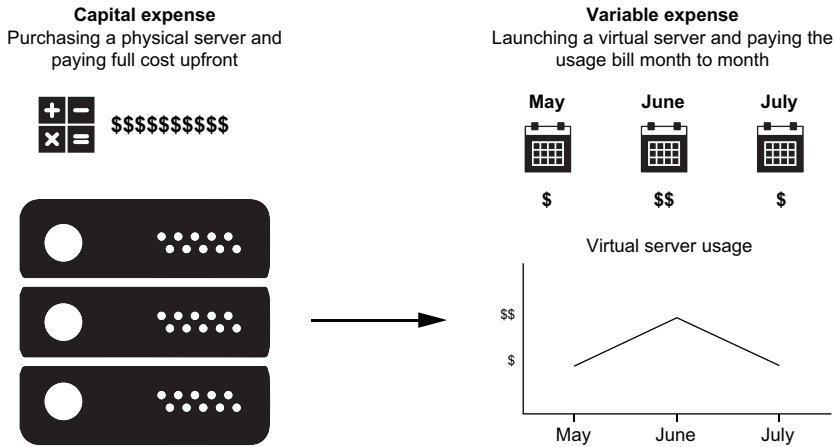 Capital expense
Purchasing a physical server and
paying full cost upfront
+ −
× =
$$$$$$$$$$
Variable expense
Launching a virtual server and paying the
usage bill month to month
May June July
$ $$ $
Virtual server usage
$$
$
May June July